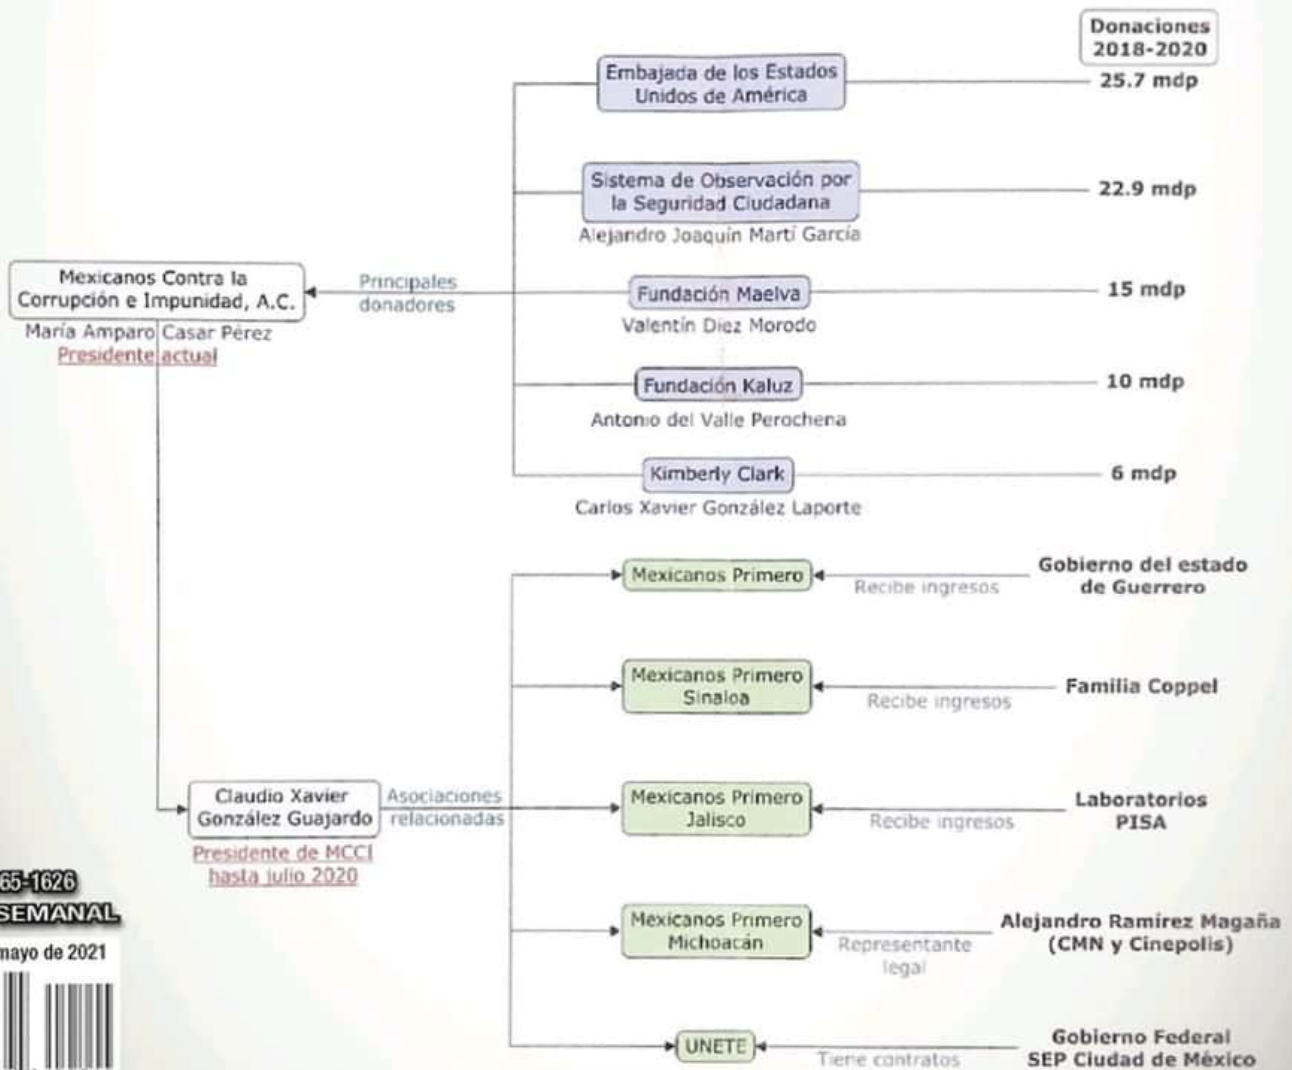 Donaciones
2018-2020
Embajada de los Estados
Unidos de América
25.7 mdp
Sistema de Observación por
la Seguridad Ciudadana
22.9 mdp
Alejandro Joaquín Martí García
Mexicanos Contra la
Corrupción e Impunidad, A.C.
María Amparo Casar Pérez
Presidente actual
Principales
donadores
Fundación Maelva
15 mdp
Valentín Diez Morodo
Fundación Kaluz
10 mdp
Antonio del Valle Perochena
Kimberly Clark
6 mdp
Carlos Xavier González Laporte
Mexicanos Primero
Recibe ingresos
Gobierno del estado
de Guerrero
Mexicanos Primero
Sinaloa
Recibe ingresos
Familia Coppel
Claudio Xavier
González Guajardo
Presidente de MCCI
hasta julio 2020
Asociaciones
relacionadas
Mexicanos Primero
Jalisco
Recibe ingresos
Laboratorios
PISA
Mexicanos Primero
Michoacán
Representante
legal
Alejandro Ramírez Magaña
(CMN y Cinepolis)
UNETE
Tiene contratos
Gobierno Federal
SEP Ciudad de México
65-1626
SEMANAL
mayo de 2021